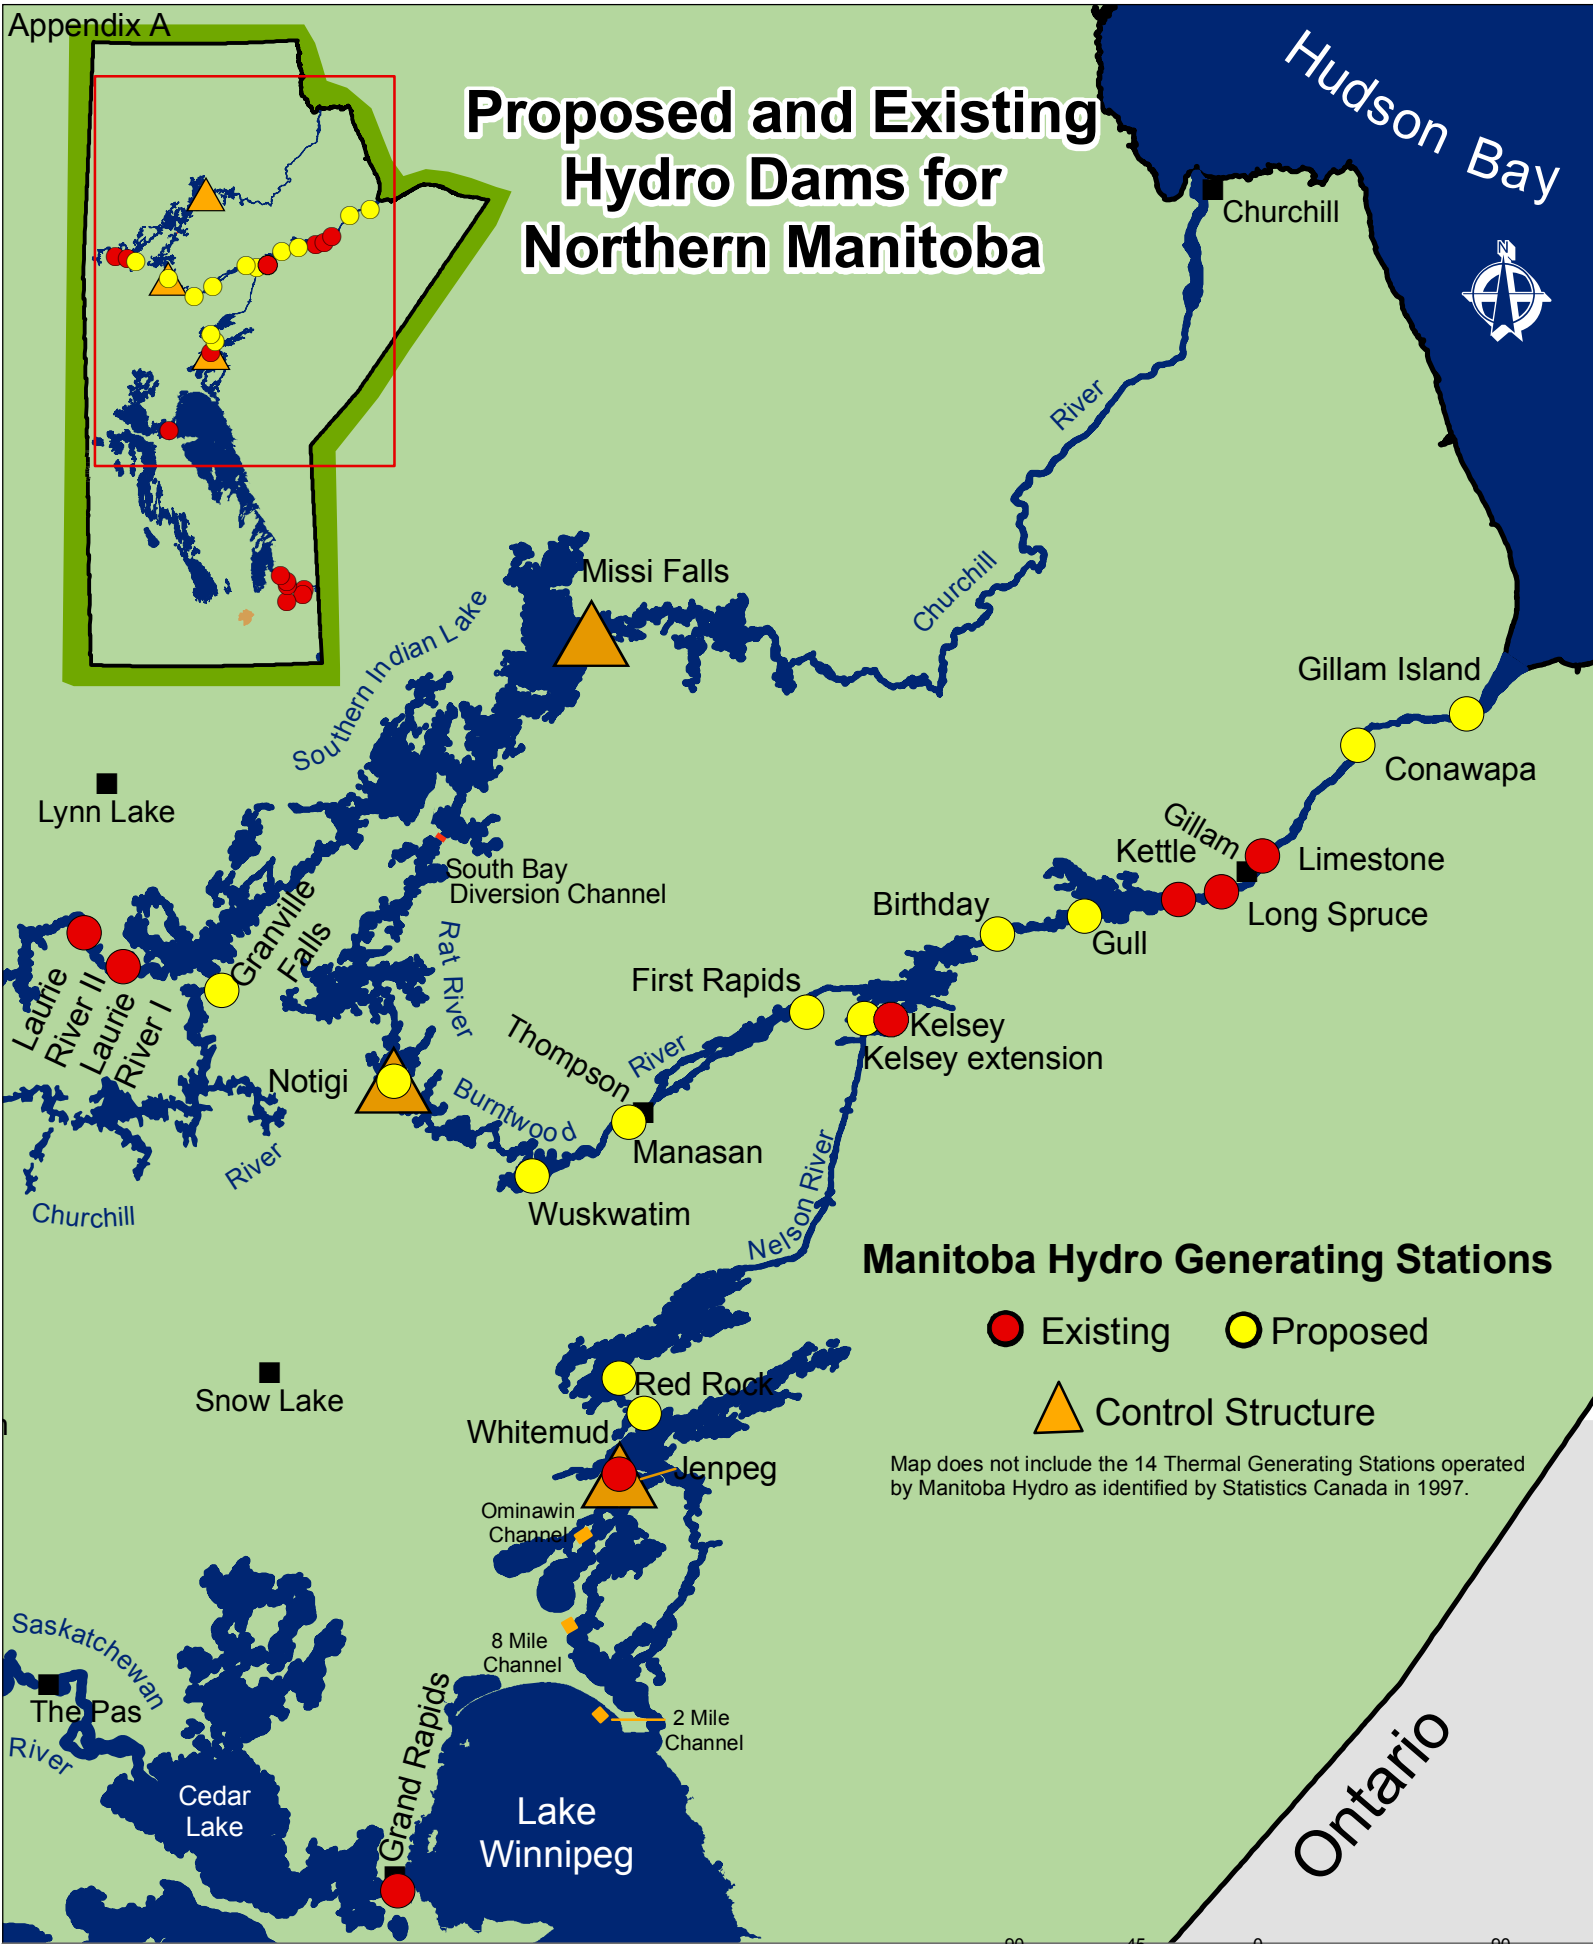 Appendix A
Proposed and Existing
Hydro Dams for
Northern Manitoba
Hudson Bay
N
Churchill
River
Churchill
Missi Falls
Southern Indian Lake
Gillam Island
Conawapa
Lynn Lake
Gillam
Kettle
Limestone
Long Spruce
South Bay
Diversion Channel
Birthday
Gull
Granville
Falls
Rat River
First Rapids
Laurie
River II
Laurie
River I
Kelsey
Kelsey extension
Thompson
River
Notigi
Burntwood
Manasan
River
Churchill
Wuskwatim
Nelson River
Manitoba Hydro Generating Stations
Existing
Proposed
Control Structure
Map does not include the 14 Thermal Generating Stations operated
by Manitoba Hydro as identified by Statistics Canada in 1997.
Snow Lake
Red Rock
Whitemud
Jenpeg
Ominawin
Channel
8 Mile
Channel
2 Mile
Channel
Saskatchewan
The Pas
River
Cedar
Lake
Grand Rapids
Lake
Winnipeg
Ontario